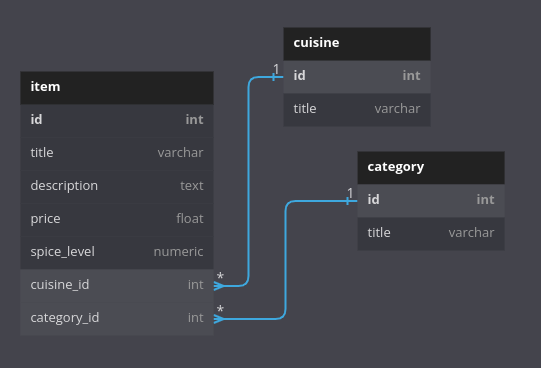 cuisine
1
id int
title varchar
item
id int
title varchar
description text
price float
spice_level numeric
cuisine_id int *
category_id int *
category
1
id int
title varchar